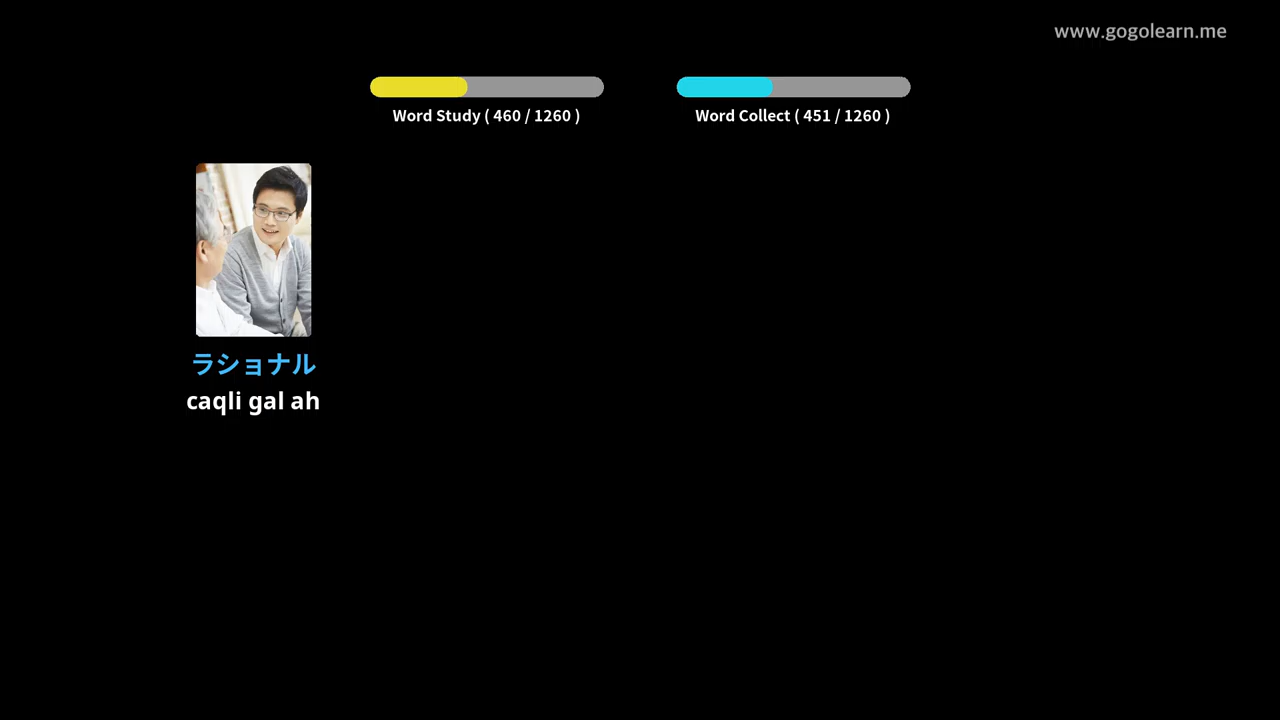 www.gogolearn.me
Word Study ( 460 / 1260 )
Word Collect ( 451 / 1260 )
ラショナル
caqli gal ah